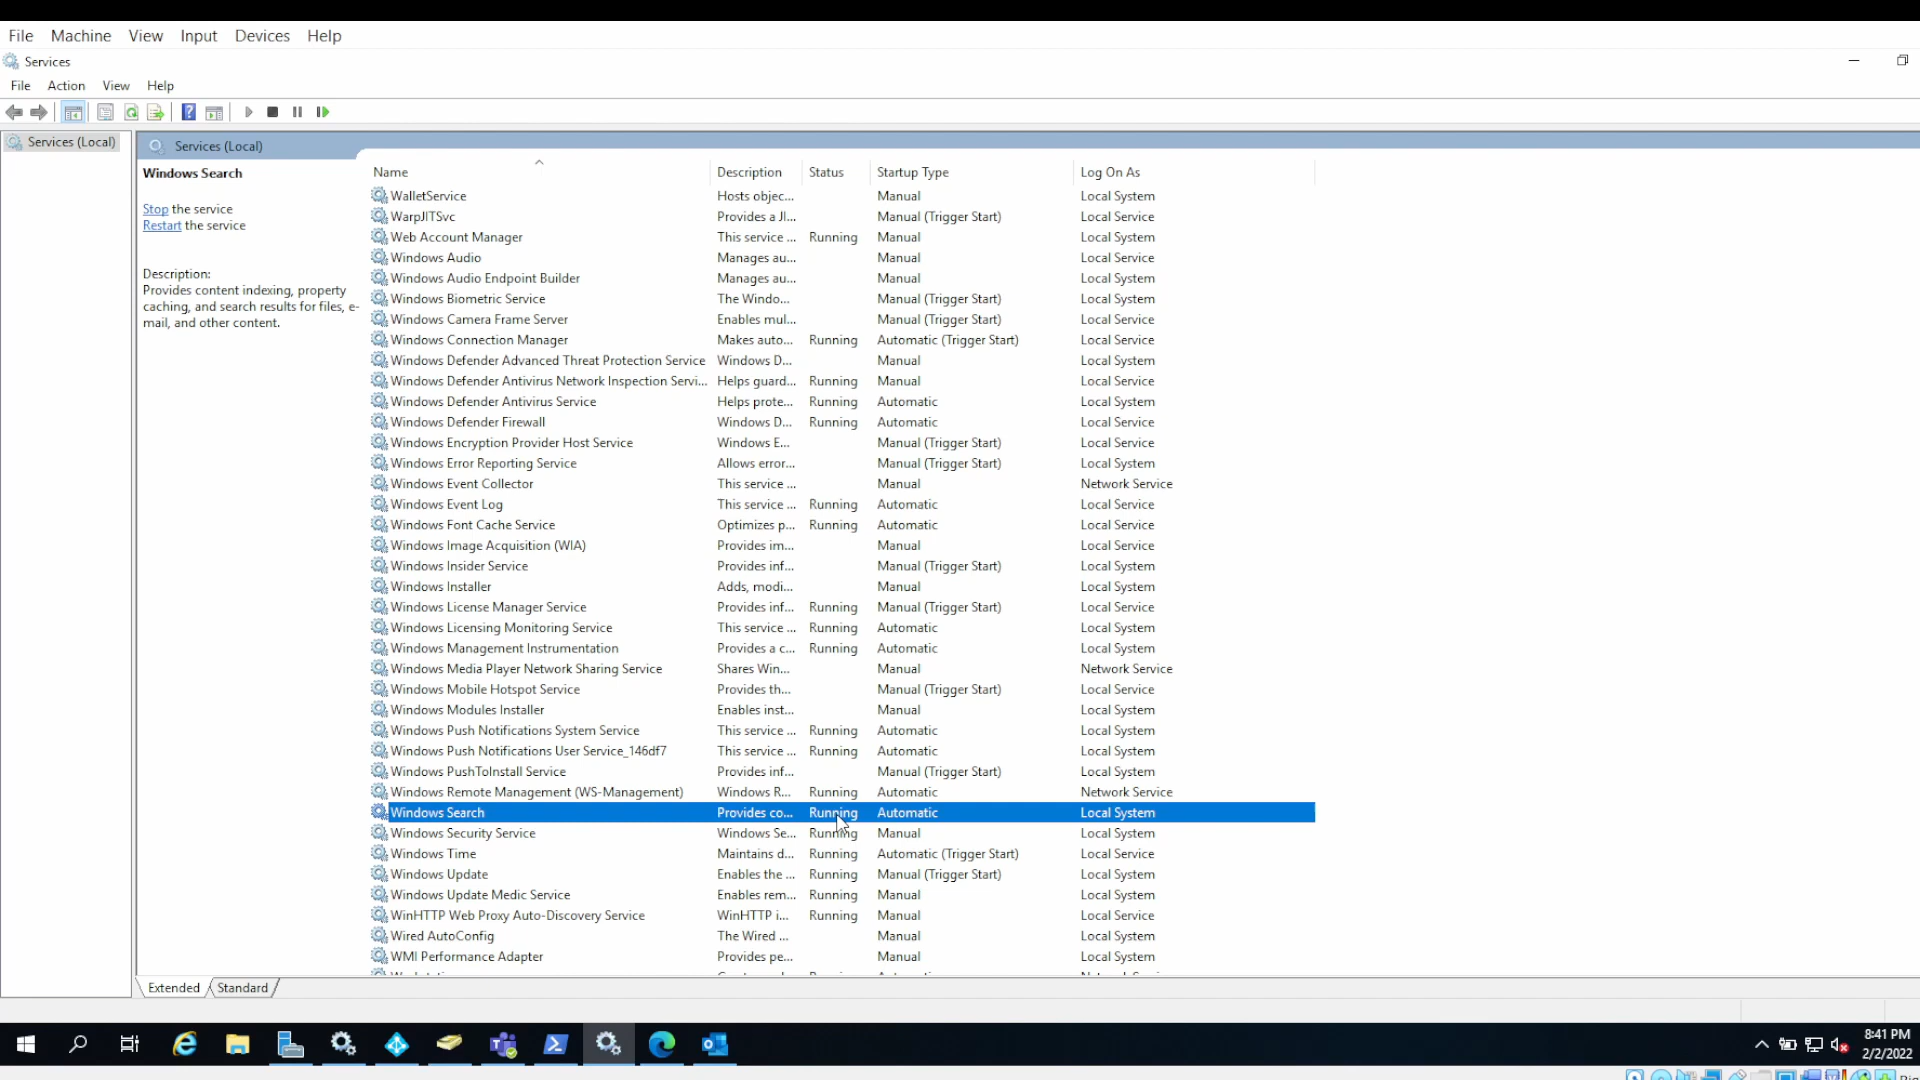 File Machine View Input Devices Help
Services
File Action View Help
Services (Local)
Services (Local)
Windows Search
Stop the service
Restart the service
Description:
Provides content indexing, property
caching, and search results for files, e-
mail, and other content.
Name Description Status Startup Type Log On As
WalletService Hosts objec... Manual Local System
WarpJITSvc Provides a JI... Manual (Trigger Start) Local Service
Web Account Manager This service ... Running Manual Local System
Windows Audio Manages au... Manual Local Service
Windows Audio Endpoint Builder Manages au... Manual Local System
Windows Biometric Service The Windo... Manual (Trigger Start) Local System
Windows Camera Frame Server Enables mul... Manual (Trigger Start) Local Service
Windows Connection Manager Makes auto... Running Automatic (Trigger Start) Local Service
Windows Defender Advanced Threat Protection Service Windows D... Manual Local System
Windows Defender Antivirus Network Inspection Servi... Helps guard... Running Manual Local Service
Windows Defender Antivirus Service Helps prote... Running Automatic Local System
Windows Defender Firewall Windows D... Running Automatic Local Service
Windows Encryption Provider Host Service Windows E... Manual (Trigger Start) Local Service
Windows Error Reporting Service Allows error... Manual (Trigger Start) Local System
Windows Event Collector This service ... Manual Network Service
Windows Event Log This service ... Running Automatic Local Service
Windows Font Cache Service Optimizes p... Running Automatic Local Service
Windows Image Acquisition (WIA) Provides im... Manual Local Service
Windows Insider Service Provides inf... Manual (Trigger Start) Local System
Windows Installer Adds, modi... Manual Local System
Windows License Manager Service Provides inf... Running Manual (Trigger Start) Local Service
Windows Licensing Monitoring Service This service ... Running Automatic Local System
Windows Management Instrumentation Provides a c... Running Automatic Local System
Windows Media Player Network Sharing Service Shares Win... Manual Network Service
Windows Mobile Hotspot Service Provides th... Manual (Trigger Start) Local Service
Windows Modules Installer Enables inst... Manual Local System
Windows Push Notifications System Service This service ... Running Automatic Local System
Windows Push Notifications User Service_146df7 This service ... Running Automatic Local System
Windows PushToInstall Service Provides inf... Manual (Trigger Start) Local System
Windows Remote Management (WS-Management) Windows R... Running Automatic Network Service
Windows Search Provides co... Running Automatic Local System
Windows Security Service Windows Se... Running Manual Local System
Windows Time Maintains d... Running Automatic (Trigger Start) Local Service
Windows Update Enables the ... Running Manual (Trigger Start) Local System
Windows Update Medic Service Enables rem... Running Manual Local System
WinHTTP Web Proxy Auto-Discovery Service WinHTTP i... Running Manual Local Service
Wired AutoConfig The Wired ... Manual Local System
WMI Performance Adapter Provides pe... Manual Local System
Extended Standard
8:41 PM
2/2/2022